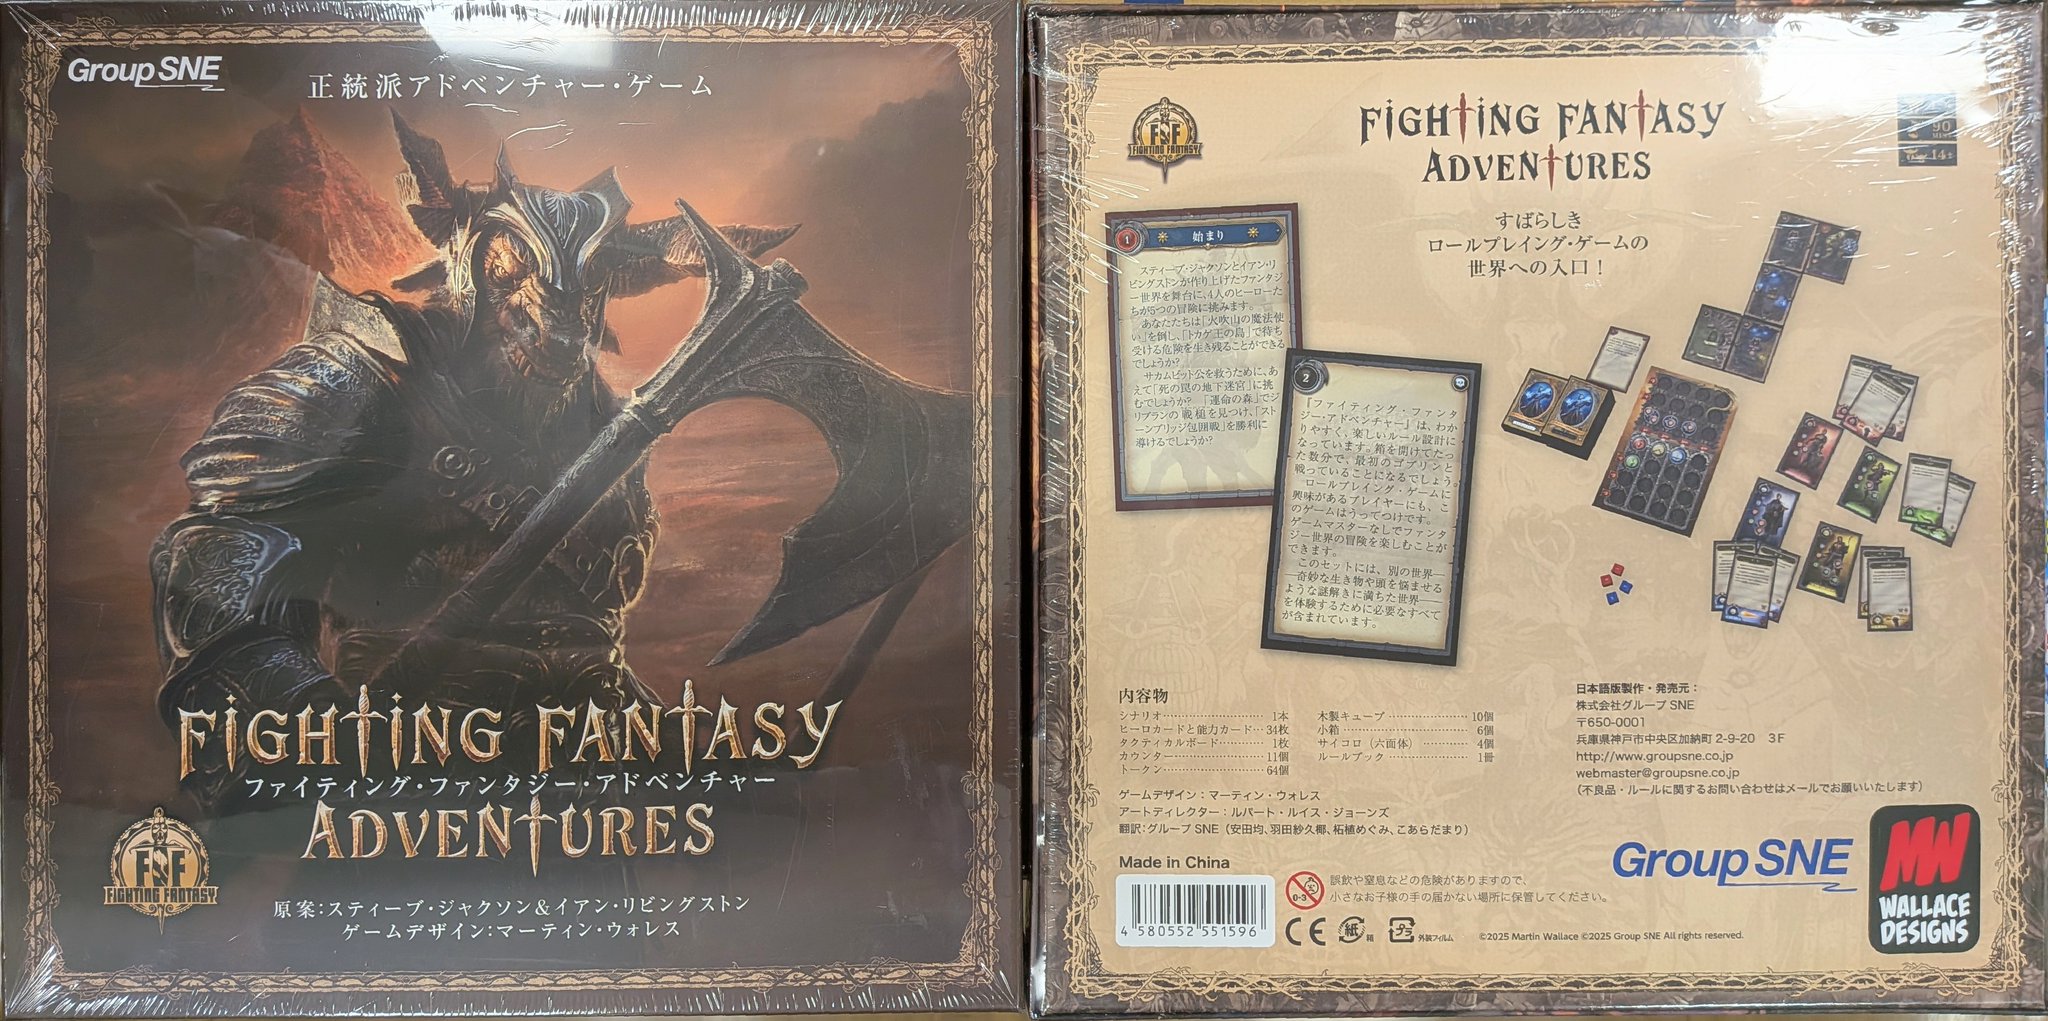 Group SNE
正統派アドベンチャー・ゲーム
FIGHTING FANTASY
ファイティング・ファンタジー・アドベンチャー
ADVENTURES
FF
FIGHTING FANTASY
原案:スティーブ・ジャクソン&イアン・リビングストン
ゲームデザイン:マーティン・ウォレス
FF
FIGHTING FANTASY
FIGHTING FANTASY
ADVENTURES
90
MINS
14+
すばらしき
ロールプレイング・ゲームの
世界への入口!
1
始まり
スティーブ・ジャクソンとイアン・リ
ビングストンが作り上げたファンタジ
ー世界を舞台に、4人のヒーローた
ちが5つの冒険に挑みます。
あなたたちは「火吹山の魔法使
い」を倒し、「トカゲ王の島」で待ち
受ける危険を生き残ることができる
でしょうか?
サカムビット公を救うために、あ
えて「死の罠の地下迷宮」に挑
むでしょうか? 「運命の森」でジ
リブランの戦槌を見つけ、「スト
ーンブリッジ包囲戦」を勝利に
導けるでしょうか?
2
『ファイティング・ファンタ
ジー・アドベンチャー』は、わか
りやすく、楽しいルール設計に
なっています。箱を開けてたっ
た数分で、最初のゴブリンと
戦っていることになるでしょう。
ロールプレイング・ゲームに
興味があるプレイヤーにも、こ
のゲームはうってつけです。
ゲームマスターなしでファンタ
ジー世界の冒険を楽しむことが
できます。
このセットには、別の世界―
―奇妙な生き物や頭を悩ませる
ような謎解きに満ちた世界――
を体験するために必要なすべて
が含まれています。
内容物
シナリオ……………………1本
ヒーローカードと能力カード…34枚
タクティカルボード…………1枚
カウンター…………………11個
トークン……………………64個
木製キューブ………………10個
小箱…………………………6個
サイコロ(六面体)…………4個
ルールブック………………1冊
ゲームデザイン:マーティン・ウォレス
アートディレクター:ルパート・ルイス・ジョーンズ
翻訳:グループSNE(安田均、羽田紗久椰、柘植めぐみ、こあらだまり)
日本語版製作・発売元:
株式会社グループSNE
〒650-0001
兵庫県神戸市中央区加納町 2-9-20 3F
http://www.groupsne.co.jp
webmaster@groupsne.co.jp
(不良品・ルールに関するお問い合わせはメールでお願いいたします)
Made in China
4 580552 551596
0-3
誤飲や窒息などの危険がありますので、
小さなお子様の手の届かない場所に保管してください。
CE
紙
箱
プラ
外装フィルム
©2025 Martin Wallace ©2025 Group SNE All rights reserved.
Group SNE
MW
WALLACE
DESIGNS